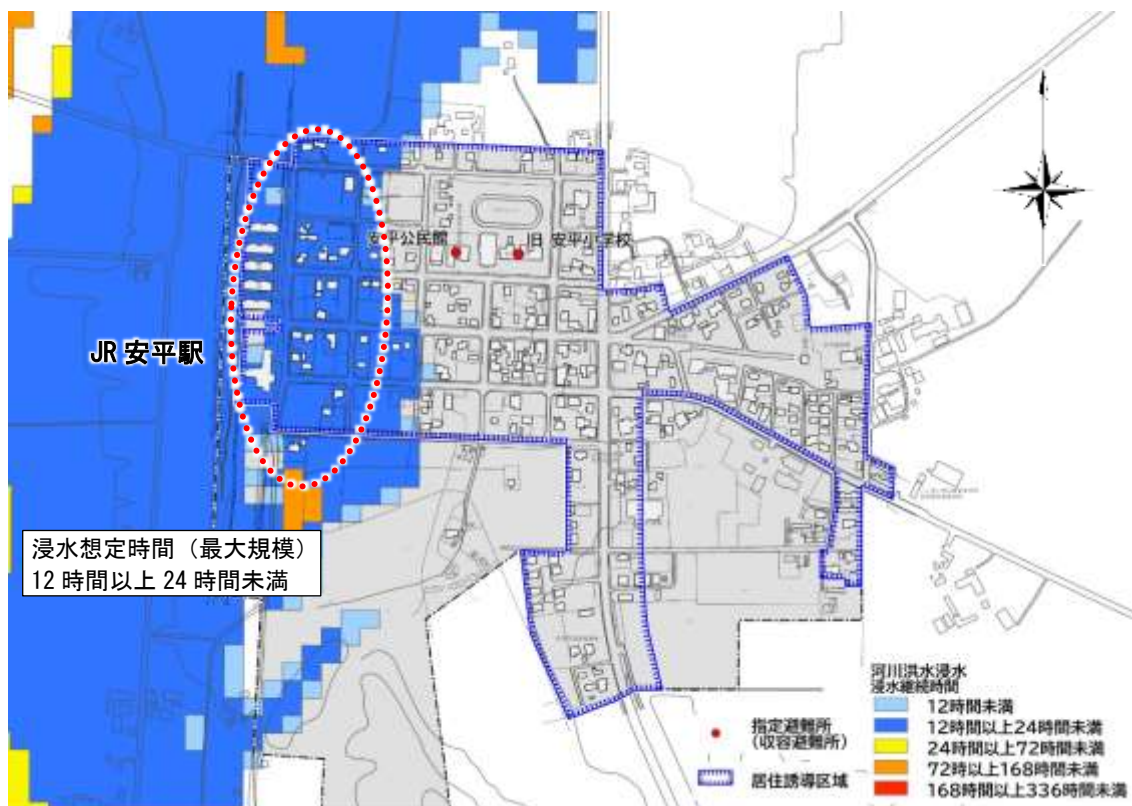 安平公民館
旧 安平小学校
JR 安平駅
浸水想定時間（最大規模）
12 時間以上 24 時間未満
指定避難所
（収容避難所）
居住誘導区域
河川洪水浸水
浸水継続時間
12時間未満
12時間以上24時間未満
24時間以上72時間未満
72時以上168時間未満
168時間以上336時間未満